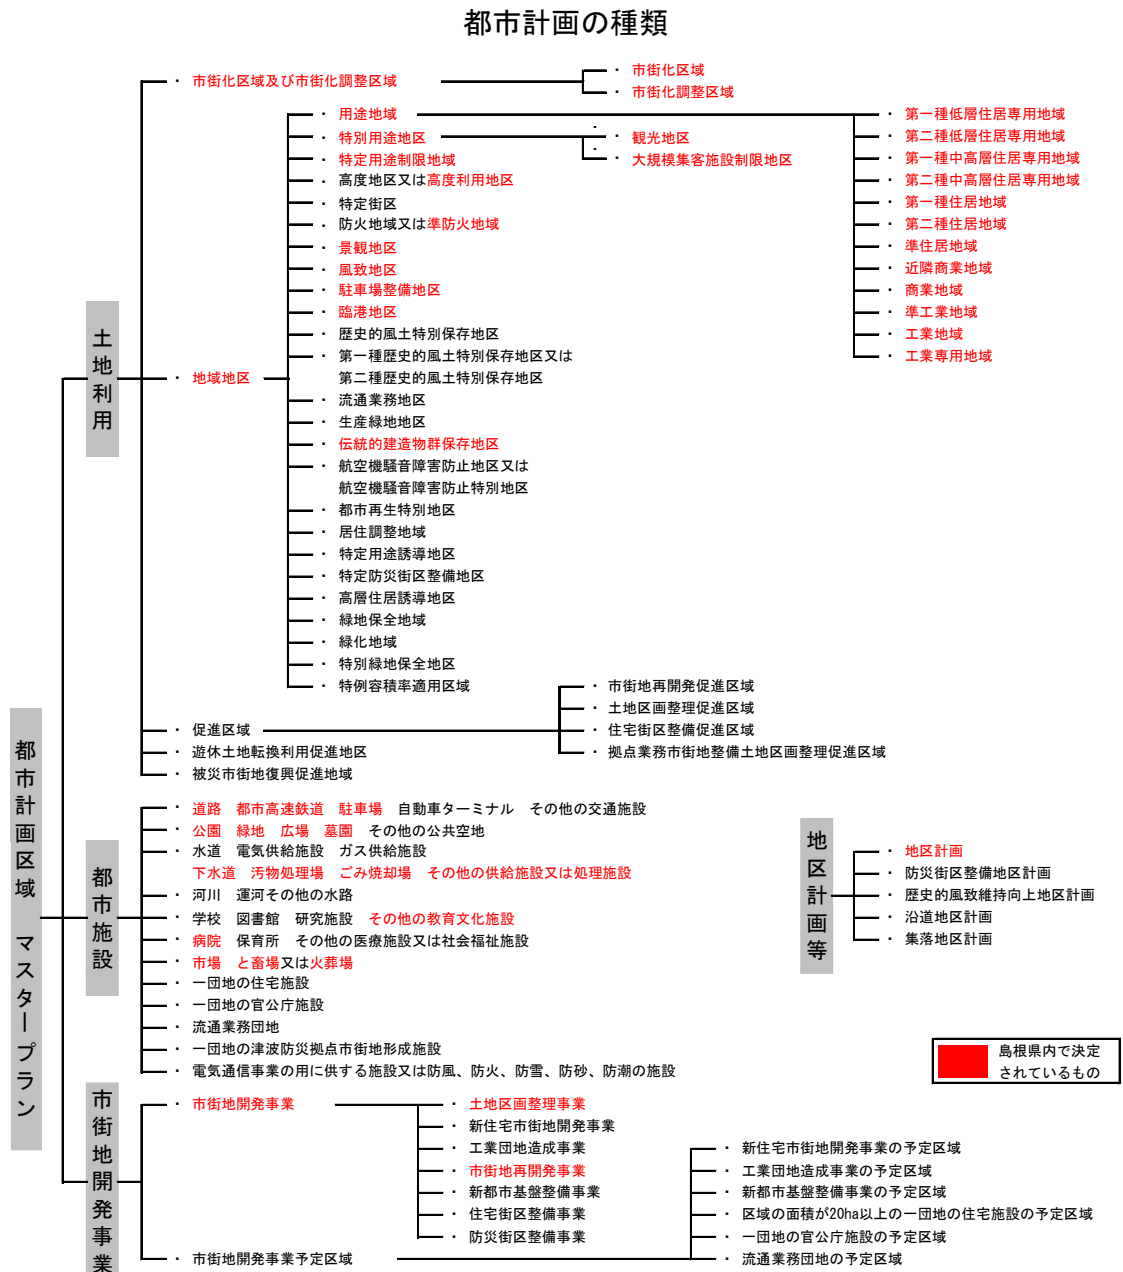 都市計画の種類
都市計画区域　マスタープラン
土地利用
・ 市街化区域及び市街化調整区域
・ 市街化区域
・ 市街化調整区域
・ 地域地区
・ 用途地域
・ 第一種低層住居専用地域
・ 第二種低層住居専用地域
・ 第一種中高層住居専用地域
・ 第二種中高層住居専用地域
・ 第一種住居地域
・ 第二種住居地域
・ 準住居地域
・ 近隣商業地域
・ 商業地域
・ 準工業地域
・ 工業地域
・ 工業専用地域
・ 特別用途地区
・ 観光地区
・ 大規模集客施設制限地区
・ 特定用途制限地域
・ 高度地区又は高度利用地区
・ 特定街区
・ 防火地域又は準防火地域
・ 景観地区
・ 風致地区
・ 駐車場整備地区
・ 臨港地区
・ 歴史的風土特別保存地区
・ 第一種歴史的風土特別保存地区又は
第二種歴史的風土特別保存地区
・ 流通業務地区
・ 生産緑地地区
・ 伝統的建造物群保存地区
・ 航空機騒音障害防止地区又は
航空機騒音障害防止特別地区
・ 都市再生特別地区
・ 居住調整地域
・ 特定用途誘導地区
・ 特定防災街区整備地区
・ 高層住居誘導地区
・ 緑地保全地域
・ 緑化地域
・ 特別緑地保全地区
・ 特例容積率適用区域
・ 促進区域
・ 市街地再開発促進区域
・ 土地区画整理促進区域
・ 住宅街区整備促進区域
・ 拠点業務市街地整備土地区画整理促進区域
・ 遊休土地転換利用促進地区
・ 被災市街地復興促進地域
都市施設
・ 道路　都市高速鉄道　駐車場　自動車ターミナル　その他の交通施設
・ 公園　緑地　広場　墓園　その他の公共空地
・ 水道　電気供給施設　ガス供給施設
下水道　汚物処理場　ごみ焼却場　その他の供給施設又は処理施設
・ 河川　運河その他の水路
・ 学校　図書館　研究施設　その他の教育文化施設
・ 病院　保育所　その他の医療施設又は社会福祉施設
・ 市場　と畜場又は火葬場
・ 一団地の住宅施設
・ 一団地の官公庁施設
・ 流通業務団地
・ 一団地の津波防災拠点市街地形成施設
・ 電気通信事業の用に供する施設又は防風、防火、防雪、防砂、防潮の施設
地区計画等
・ 地区計画
・ 防災街区整備地区計画
・ 歴史的風致維持向上地区計画
・ 沿道地区計画
・ 集落地区計画
島根県内で決定
されているもの
市街地開発事業
・ 市街地開発事業
・ 土地区画整理事業
・ 新住宅市街地開発事業
・ 工業団地造成事業
・ 市街地再開発事業
・ 新都市基盤整備事業
・ 住宅街区整備事業
・ 防災街区整備事業
・ 市街地開発事業予定区域
・ 新住宅市街地開発事業の予定区域
・ 工業団地造成事業の予定区域
・ 新都市基盤整備事業の予定区域
・ 区域の面積が20ha以上の一団地の住宅施設の予定区域
・ 一団地の官公庁施設の予定区域
・ 流通業務団地の予定区域